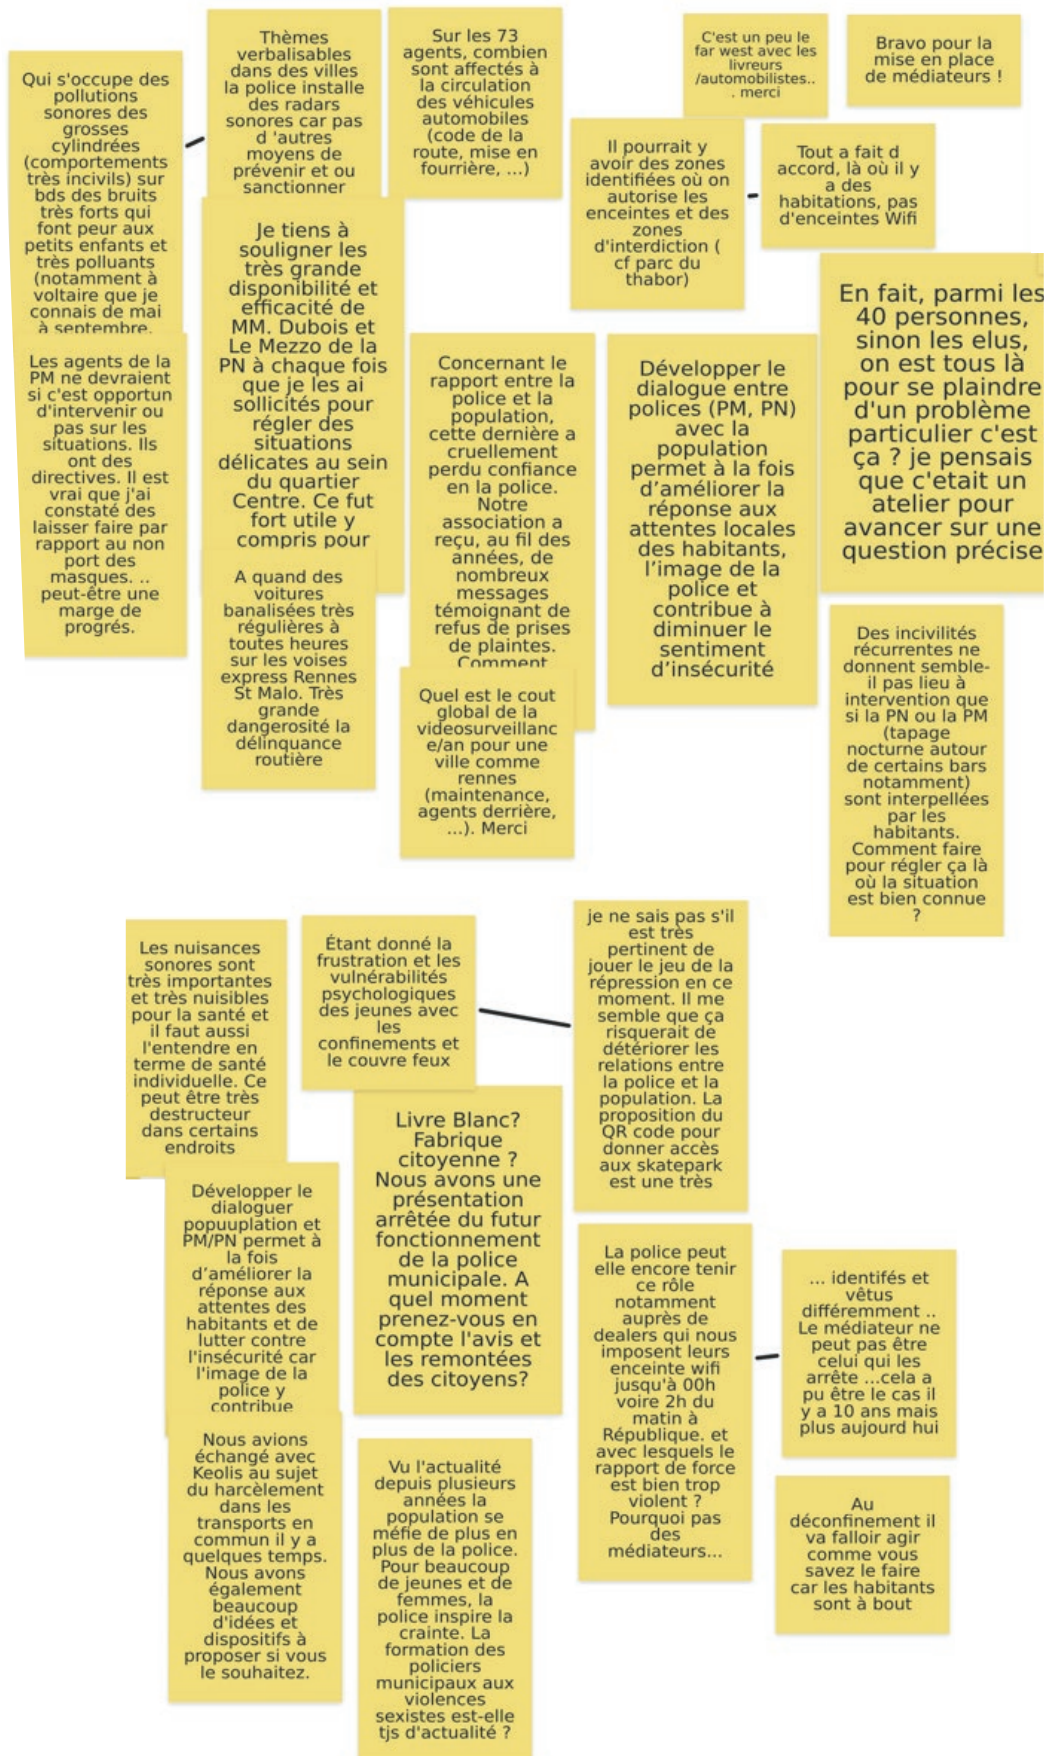 Qui s'occupe des
pollutions
sonores des
grosses
cylindrées
(comportements
très incivils) sur
bds des bruits
très forts qui
font peur aux
petits enfants et
très polluants
(notamment à
voltaire que je
connais de mai
à septembre.
Thèmes
verbalisables
dans des villes
la police installe
des radars
sonores car pas
d 'autres
moyens de
prévenir et ou
sanctionner
Sur les 73
agents, combien
sont affectés à
la circulation
des véhicules
automobiles
(code de la
route, mise en
fourrière, ...)
C'est un peu le
far west avec les
livreurs
/automobilistes..
. merci
Bravo pour la
mise en place
de médiateurs !
Il pourrait y
avoir des zones
identifiées où on
autorise les
enceintes et des
zones
d'interdiction (
cf parc du
thabor)
Tout a fait d
accord, là où il y
a des
habitations, pas
d'enceintes Wifi
Je tiens à
souligner les
très grande
disponibilité et
efficacité de
MM. Dubois et
Le Mezzo de la
PN à chaque fois
que je les ai
sollicités pour
régler des
situations
délicates au sein
du quartier
Centre. Ce fut
fort utile y
compris pour
En fait, parmi les
40 personnes,
sinon les elus,
on est tous là
pour se plaindre
d'un problème
particulier c'est
ça ? je pensais
que c'etait un
atelier pour
avancer sur une
question précise
Les agents de la
PM ne devraient
si c'est opportun
d'intervenir ou
pas sur les
situations. Ils
ont des
directives. Il est
vrai que j'ai
constaté des
laisser faire par
rapport au non
port des
masques. ..
peut-être une
marge de
progrés.
Concernant le
rapport entre la
police et la
population,
cette dernière a
cruellement
perdu confiance
en la police.
Notre
association a
reçu, au fil des
années, de
nombreux
messages
témoignant de
refus de prises
de plaintes.
Comment
Développer le
dialogue entre
polices (PM, PN)
avec la
population
permet à la fois
d’améliorer la
réponse aux
attentes locales
des habitants,
l’image de la
police et
contribue à
diminuer le
sentiment
d’insécurité
A quand des
voitures
banalisées très
régulières à
toutes heures
sur les voises
express Rennes
St Malo. Très
grande
dangerosité la
délinquance
routière
Quel est le cout
global de la
videosurveillanc
e/an pour une
ville comme
rennes
(maintenance,
agents derrière,
...). Merci
Des incivilités
récurrentes ne
donnent semble-
il pas lieu à
intervention que
si la PN ou la PM
(tapage
nocturne autour
de certains bars
notamment)
sont interpellées
par les
habitants.
Comment faire
pour régler ça là
où la situation
est bien connue
?
Les nuisances
sonores sont
très importantes
et très nuisibles
pour la santé et
il faut aussi
l'entendre en
terme de santé
individuelle. Ce
peut être très
destructeur
dans certains
endroits
Étant donné la
frustration et les
vulnérabilités
psychologiques
des jeunes avec
les
confinements et
le couvre feux
je ne sais pas s'il
est très
pertinent de
jouer le jeu de la
répression en ce
moment. Il me
semble que ça
risquerait de
détériorer les
relations entre
la police et la
population. La
proposition du
QR code pour
donner accès
aux skatepark
est une très
Livre Blanc?
Fabrique
citoyenne ?
Nous avons une
présentation
arrêtée du futur
fonctionnement
de la police
municipale. A
quel moment
prenez-vous en
compte l'avis et
les remontées
des citoyens?
Développer le
dialoguer
popuuplation et
PM/PN permet à
la fois
d’améliorer la
réponse aux
attentes des
habitants et de
lutter contre
l'insécurité car
l'image de la
police y
contribue
La police peut
elle encore tenir
ce rôle
notamment
auprès de
dealers qui nous
imposent leurs
enceinte wifi
jusqu'à 00h
voire 2h du
matin à
République. et
avec lesquels le
rapport de force
est bien trop
violent ?
Pourquoi pas
des
médiateurs...
... identifés et
vêtus
différemment ..
Le médiateur ne
peut pas être
celui qui les
arrête ...cela a
pu être le cas il
y a 10 ans mais
plus aujourd hui
Nous avions
échangé avec
Keolis au sujet
du harcèlement
dans les
transports en
commun il y a
quelques temps.
Nous avons
également
beaucoup
d'idées et
dispositifs à
proposer si vous
le souhaitez.
Vu l'actualité
depuis plusieurs
années la
population se
méfie de plus en
plus de la police.
Pour beaucoup
de jeunes et de
femmes, la
police inspire la
crainte. La
formation des
policiers
municipaux aux
violences
sexistes est-elle
tjs d'actualité ?
Au
déconfinement il
va falloir agir
comme vous
savez le faire
car les habitants
sont à bout